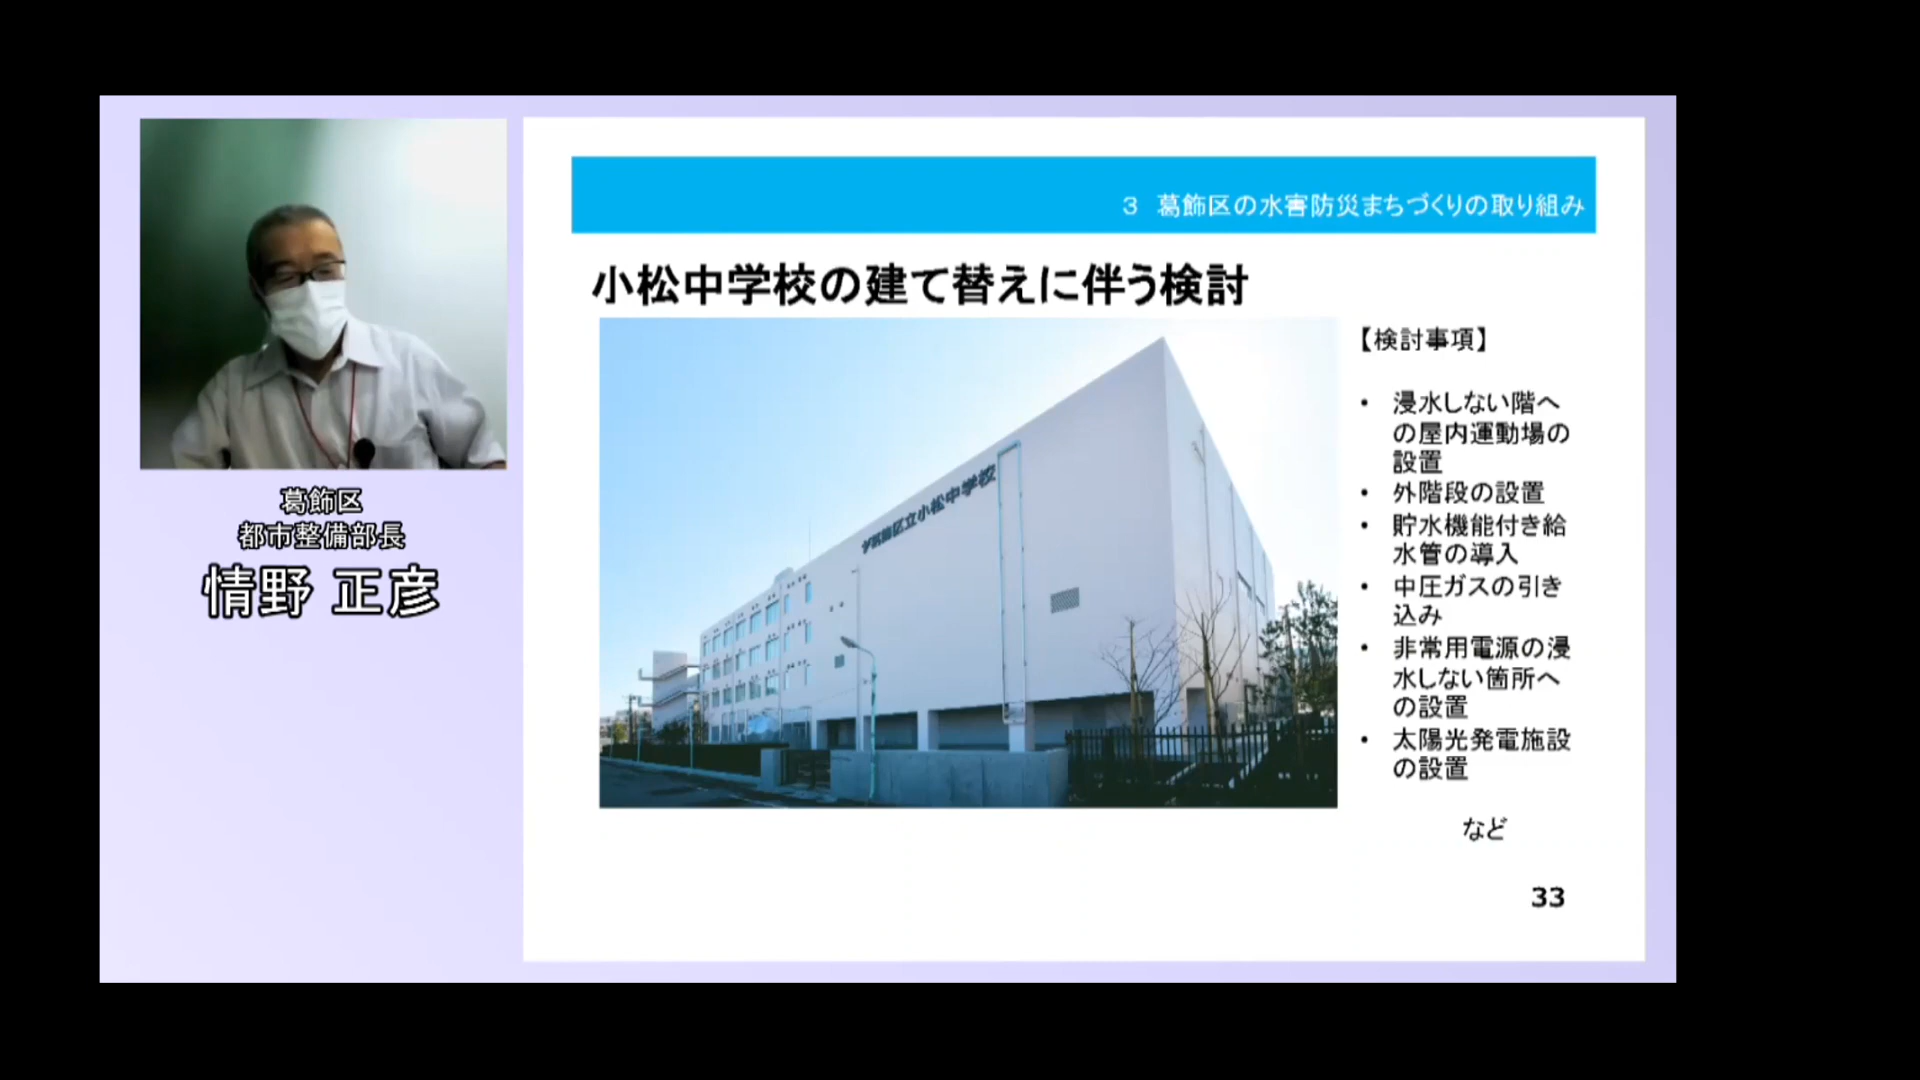 葛飾区
都市整備部長
情野 正彦
3 葛飾区の水害防災まちづくりの取り組み
小松中学校の建て替えに伴う検討
葛飾区立小松中学校
【検討事項】
• 浸水しない階へ
の屋内運動場の
設置
• 外階段の設置
• 貯水機能付き給
水管の導入
• 中圧ガスの引き
込み
• 非常用電源の浸
水しない箇所へ
の設置
• 太陽光発電施設
の設置
など
33